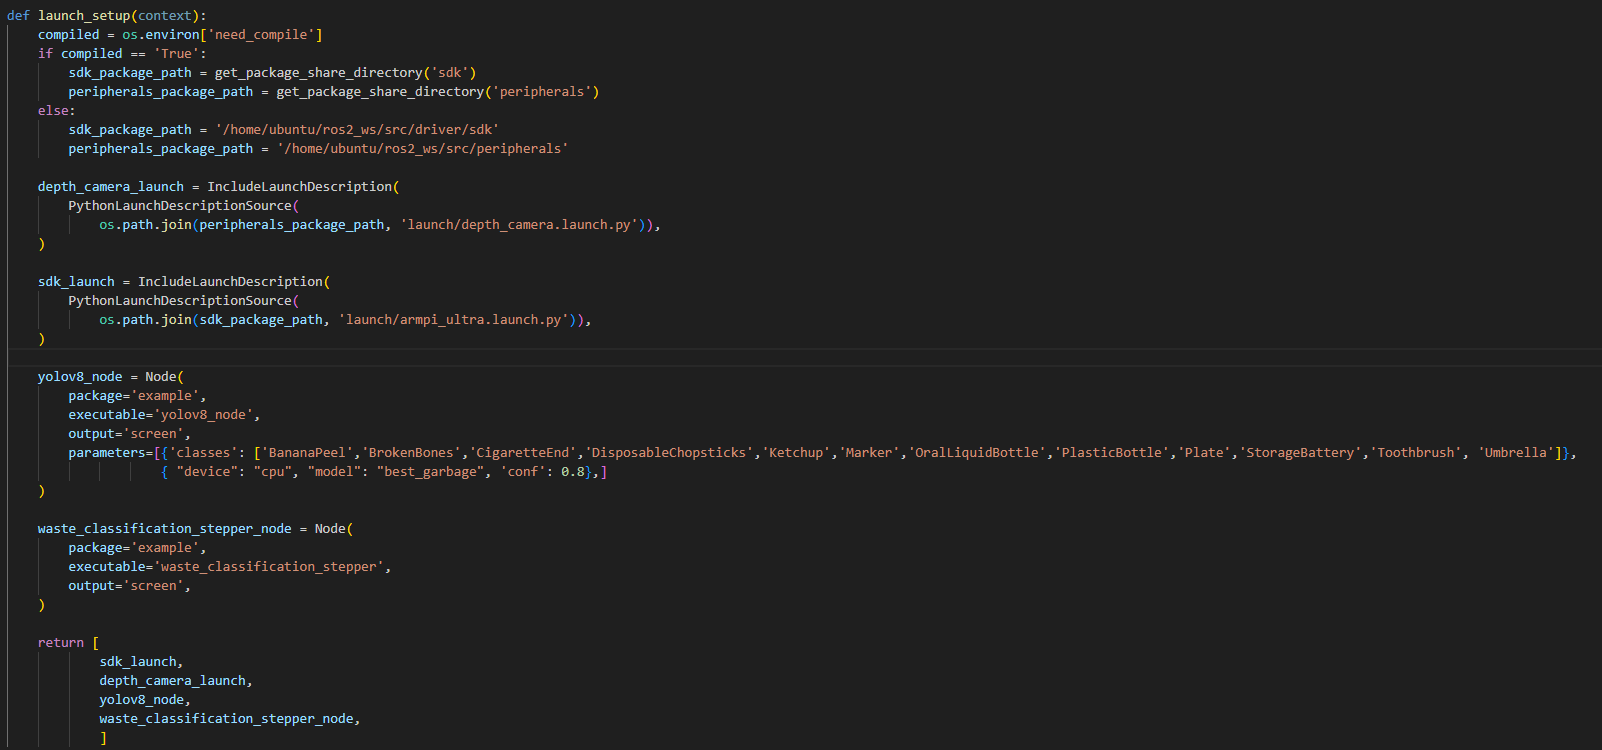 def launch_setup(context):
    compiled = os.environ['need_compile']
    if compiled == 'True':
        sdk_package_path = get_package_share_directory('sdk')
        peripherals_package_path = get_package_share_directory('peripherals')
    else:
        sdk_package_path = '/home/ubuntu/ros2_ws/src/driver/sdk'
        peripherals_package_path = '/home/ubuntu/ros2_ws/src/peripherals'

    depth_camera_launch = IncludeLaunchDescription(
        PythonLaunchDescriptionSource(
            os.path.join(peripherals_package_path, 'launch/depth_camera.launch.py')),
    )

    sdk_launch = IncludeLaunchDescription(
        PythonLaunchDescriptionSource(
            os.path.join(sdk_package_path, 'launch/armpi_ultra.launch.py')),
    )

    yolov8_node = Node(
        package='example',
        executable='yolov8_node',
        output='screen',
        parameters=[{'classes': ['BananaPeel','BrokenBones','CigaretteEnd','DisposableChopsticks','Ketchup','Marker','OralLiquidBottle','PlasticBottle','Plate','StorageBattery','Toothbrush', 'Umbrella']},
                    { "device": "cpu", "model": "best_garbage", 'conf': 0.8},]
    )

    waste_classification_stepper_node = Node(
        package='example',
        executable='waste_classification_stepper',
        output='screen',
    )

    return [
            sdk_launch,
            depth_camera_launch,
            yolov8_node,
            waste_classification_stepper_node,
            ]